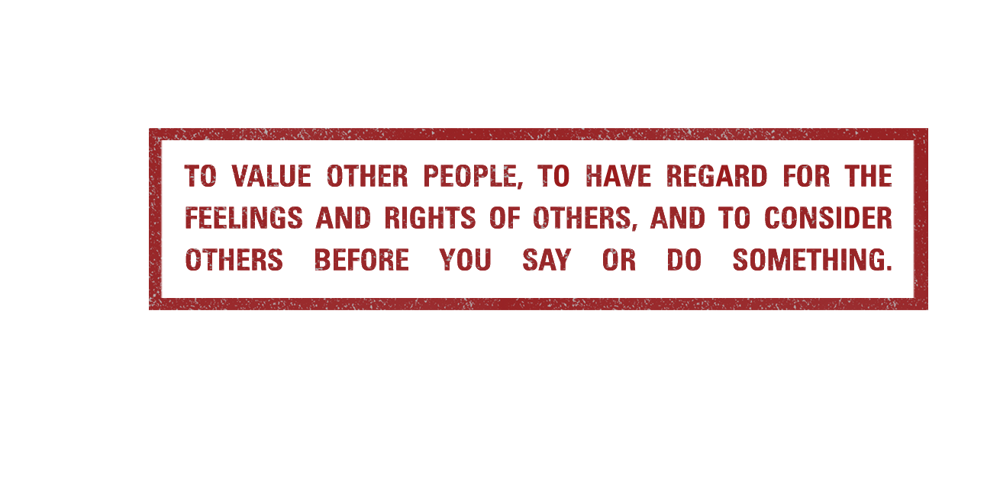 TO VALUE OTHER PEOPLE, TO HAVE REGARD FOR THE
FEELINGS AND RIGHTS OF OTHERS, AND TO CONSIDER
OTHERS BEFORE YOU SAY OR DO SOMETHING.